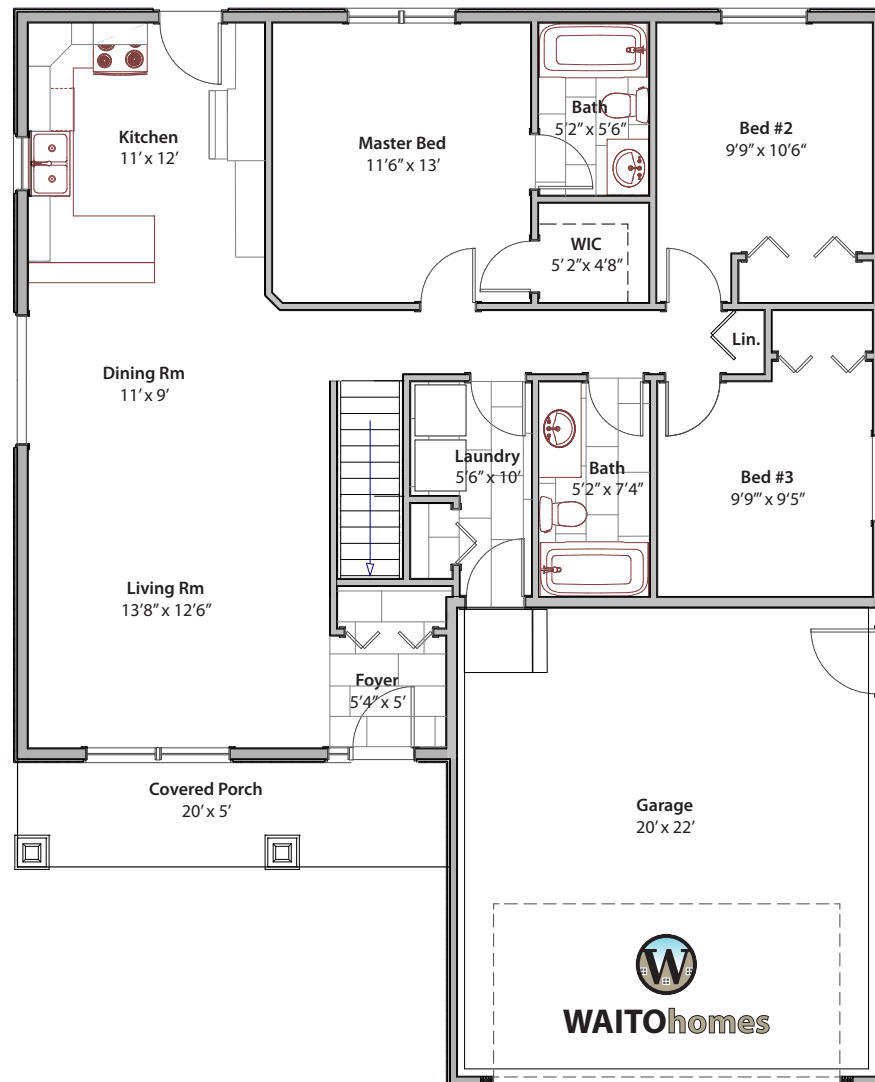 Kitchen
11’ x 12’
Master Bed
11’6” x 13’
Bath
5’2” x 5’6”
Bed #2
9’9” x 10’6“
WIC
5’ 2”x 4’8”
Lin.
Dining Rm
11’ x 9’
Laundry
5’6” x 10’
Bath
5’2” x 7’4”
Bed #3
9’9’” x 9’5”
Living Rm
13’8” x 12’6”
Foyer
5’4” x 5’
Covered Porch
20’ x 5’
Garage
20’ x 22’
W
WAITOhomes